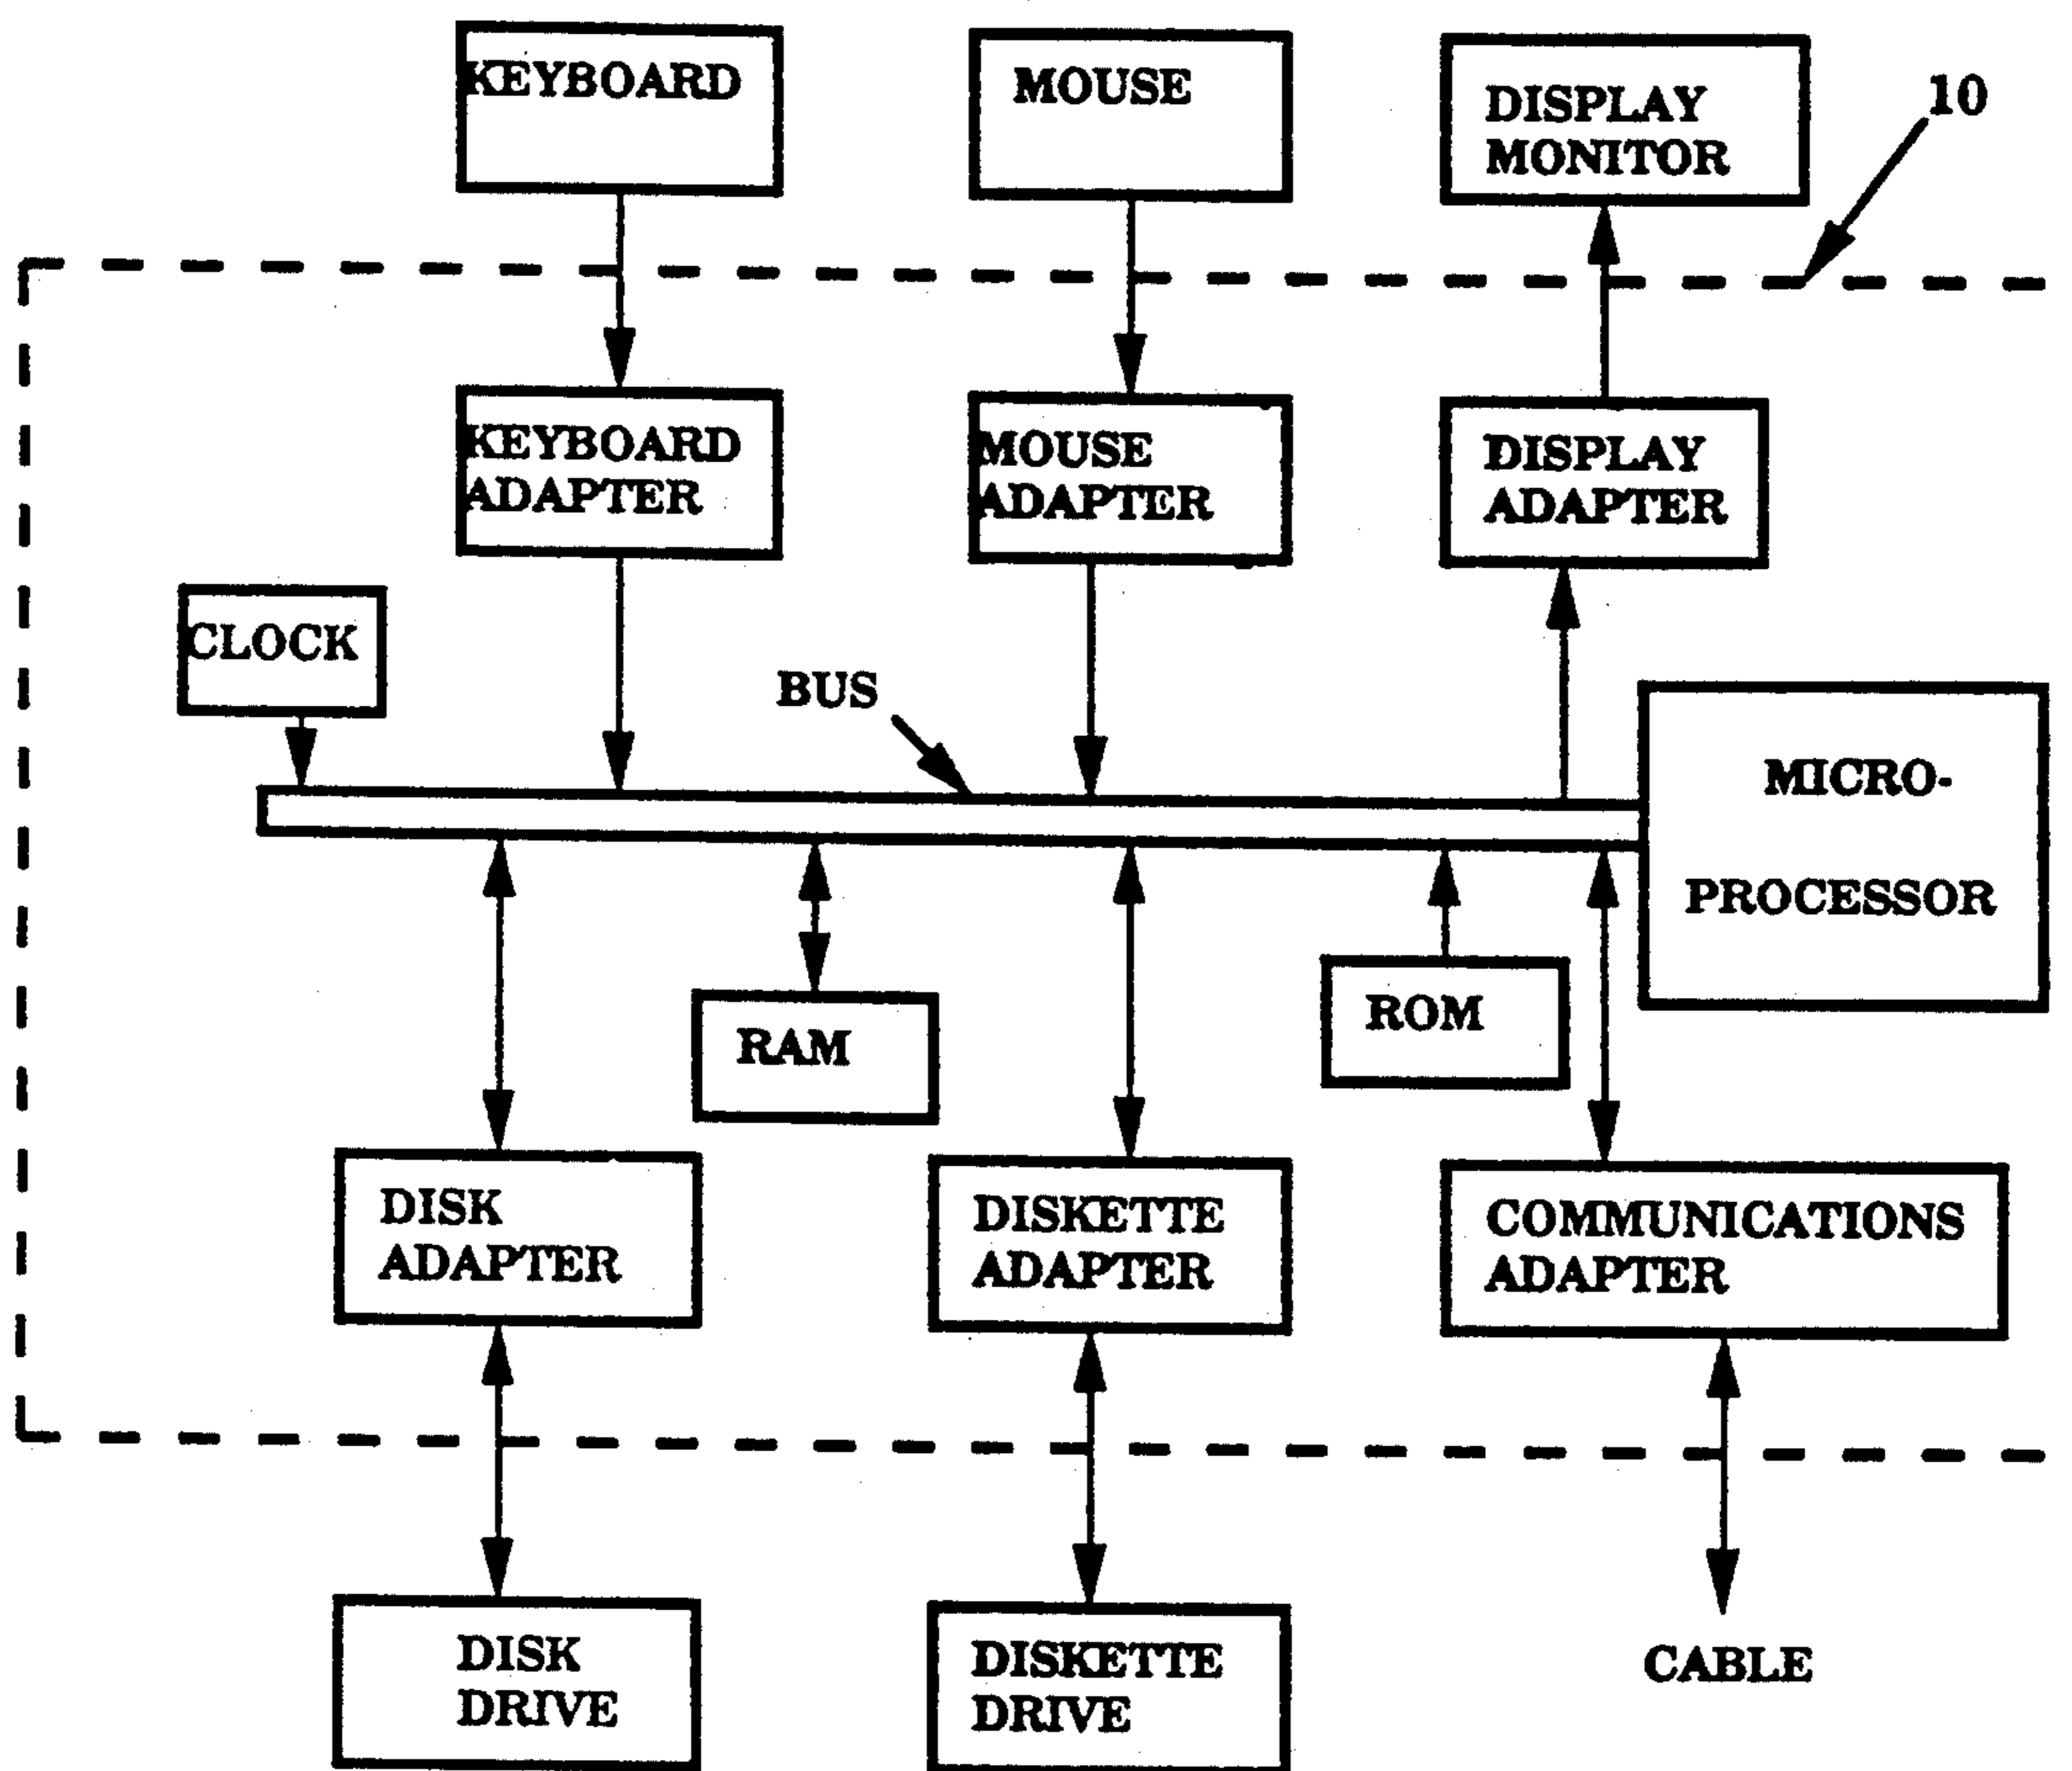 KEYBOARD
MOUSE
DISPLAY
MONITOR
10
KEYBOARD
ADAPTER
MOUSE
ADAPTER
DISPLAY
ADAPTER
CLOCK
BUS
MICRO-
PROCESSOR
RAM
ROM
DISK
ADAPTER
DISKETTE
ADAPTER
COMMUNICATIONS
ADAPTER
DISK
DRIVE
DISKETTE
DRIVE
CABLE